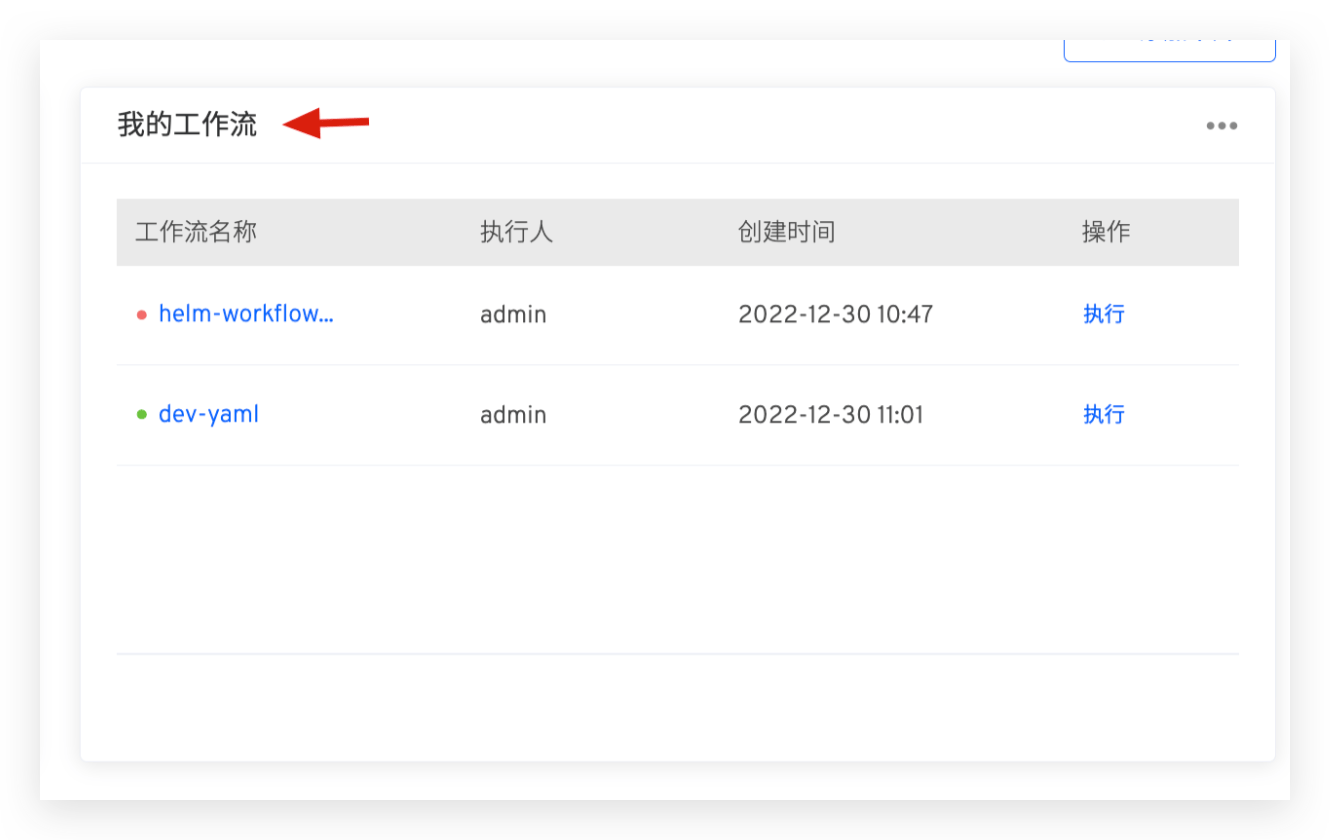 我的工作流
工作流名称 执行人 创建时间 操作
helm-workflow... admin 2022-12-30 10:47 执行
dev-yaml admin 2022-12-30 11:01 执行